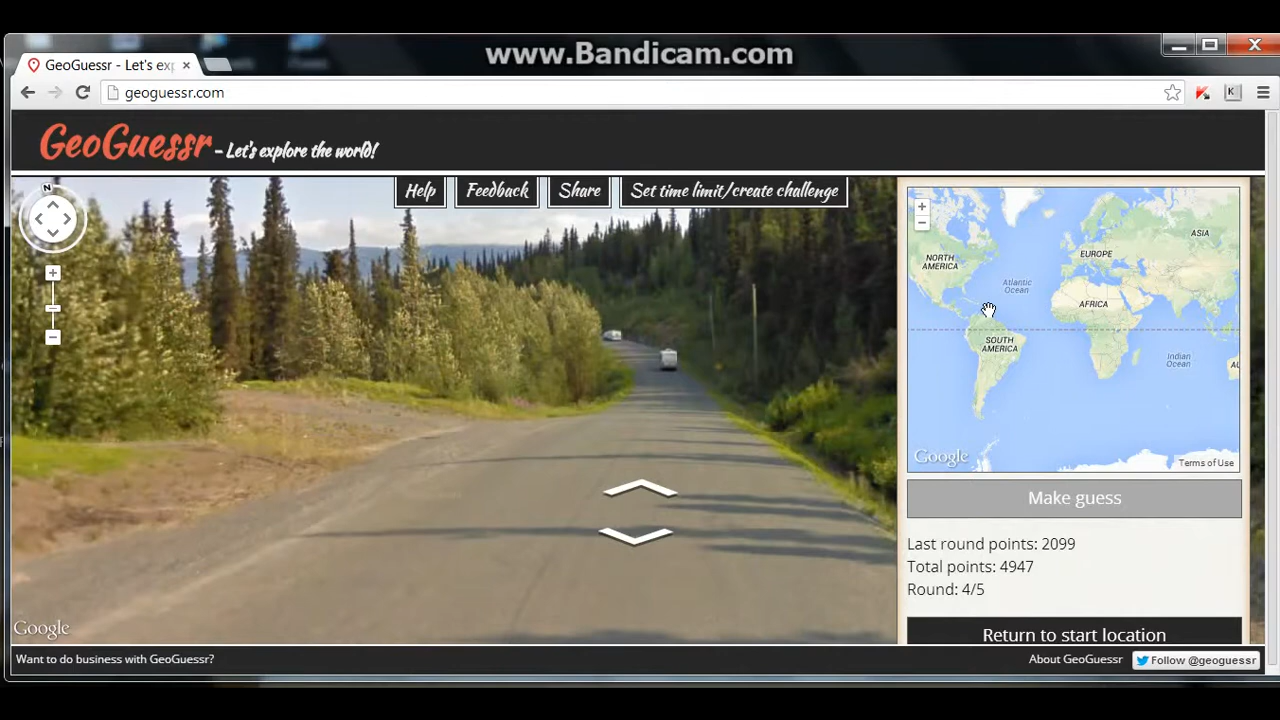 www.Bandicam.com
GeoGuessr - Let's exp
geoguessr.com
K
GeoGuessr - Let's explore the world!
N
Help
Feedback
Share
Set time limit/create challenge
NORTH AMERICA
EUROPE
ASIA
Atlantic Ocean
AFRICA
SOUTH AMERICA
Indian Ocean
AU
Google
Terms of Use
Make guess
Last round points: 2099
Total points: 4947
Round: 4/5
Return to start location
Google
Want to do business with GeoGuessr?
About GeoGuessr
Follow @geoguessr